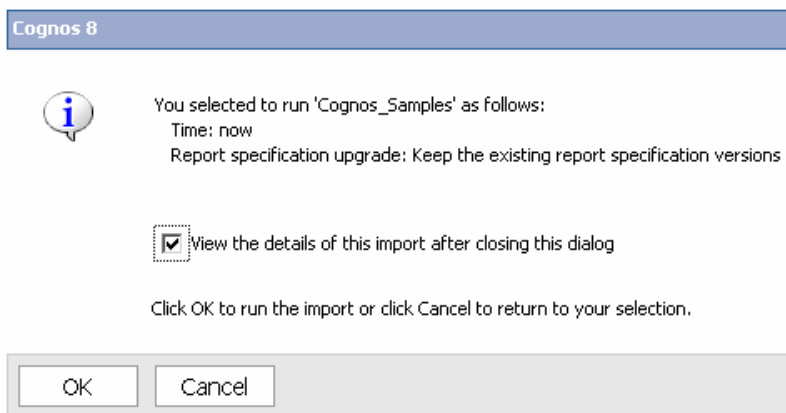 Cognos 8
You selected to run 'Cognos_Samples' as follows:
Time: now
Report specification upgrade: Keep the existing report specification versions
View the details of this import after closing this dialog
Click OK to run the import or click Cancel to return to your selection.
OK
Cancel